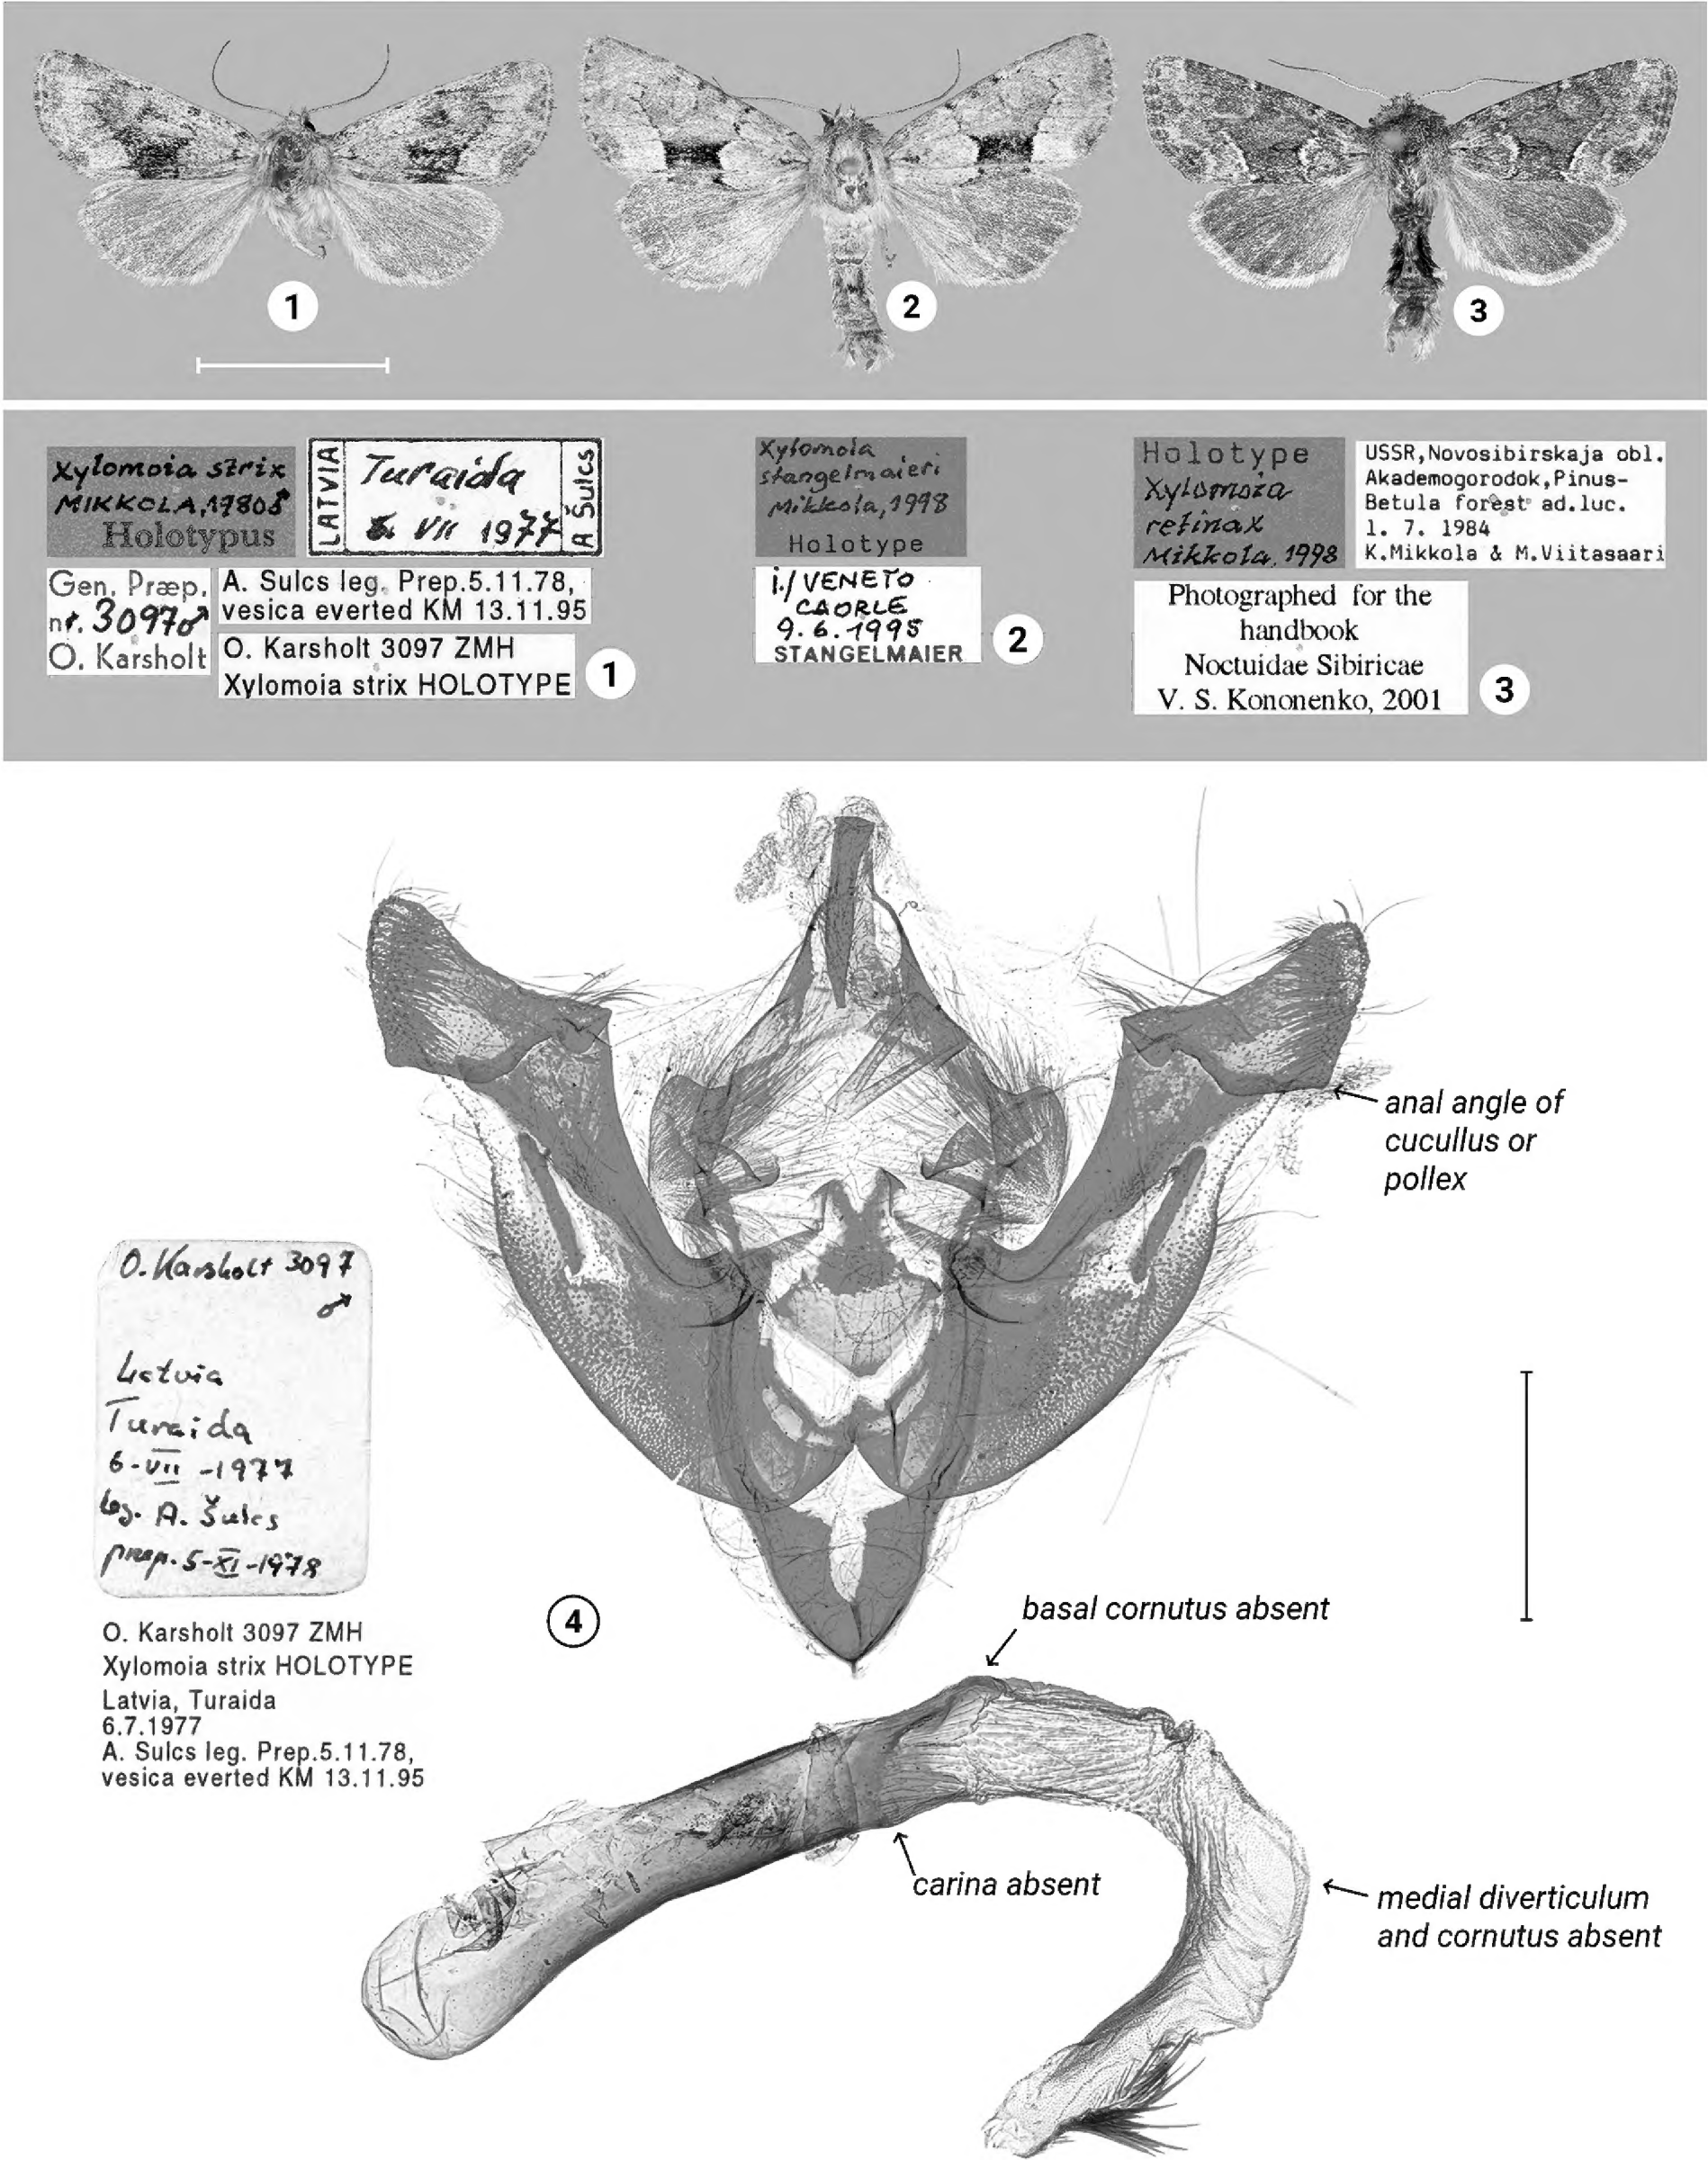 1
2
3
Xylomoia strix
MIKKOLA, 1980♂
Holotypus
LATVIA
Turaida
6. VII 1977
A Šulcs
Gen. Præp.
nr. 3097♂
O. Karsholt
A. Sulcs leg. Prep.5.11.78,
vesica everted KM 13.11.95
O. Karsholt 3097 ZMH
Xylomoia strix HOLOTYPE
1
Xylomoia
stangelmaieri
Mikkola, 1998
Holotype
i./VENETO
CAORLE
9.6.1995
STANGELMAIER
2
Holotype
Xylomoia
retinax
Mikkola, 1998
USSR,Novosibirskaja obl.
Akademogorodok,Pinus-
Betula forest ad.luc.
1. 7. 1984
K.Mikkola & M.Viitasaari
Photographed for the
handbook
Noctuidae Sibiricae
V. S. Kononenko, 2001
3
anal angle of
cucullus or
pollex
O. Karsholt 3097
♂
Latvia
Turaida
6-VII-1977
leg. A. Šulcs
præp. 5-XI-1978
O. Karsholt 3097 ZMH
Xylomoia strix HOLOTYPE
Latvia, Turaida
6.7.1977
A. Sulcs leg. Prep.5.11.78,
vesica everted KM 13.11.95
4
basal cornutus absent
carina absent
medial diverticulum
and cornutus absent